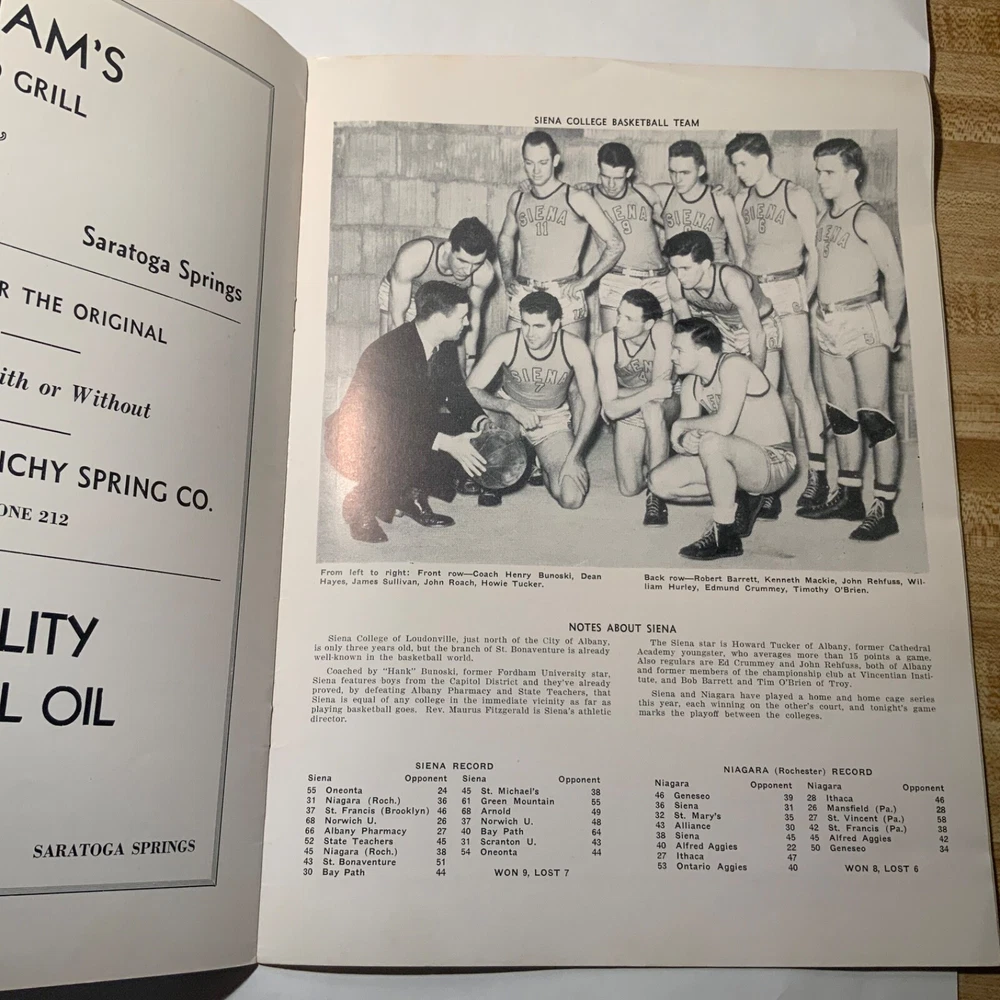 AM'S
GRILL
Saratoga Springs
R THE ORIGINAL
ith or Without
ICHY SPRING CO.
ONE 212
LITY
L OIL
SARATOGA SPRINGS
SIENA COLLEGE BASKETBALL TEAM
SIENA
11
SIENA
9
SIENA
SIENA
6
SIENA
7
From left to right: Front row—Coach Henry Bunoski, Dean
Hayes, James Sullivan, John Roach, Howie Tucker.
Back row—Robert Barrett, Kenneth Mackie, John Rehfuss, Wil-
liam Hurley, Edmund Crummey, Timothy O'Brien.
NOTES ABOUT SIENA
Siena College of Loudonville, just north of the City of Albany,
is only three years old, but the branch of St. Bonaventure is already
well-known in the basketball world.
Coached by "Hank" Bunoski, former Fordham University star,
Siena features boys from the Capitol District and they've already
proved, by defeating Albany Pharmacy and State Teachers, that
Siena is equal of any college in the immediate vicinity as far as
playing basketball goes. Rev. Maurus Fitzgerald is Siena's athletic
director.
The Siena star is Howard Tucker of Albany, former Cathedral
Academy youngster, who averages more than 15 points a game.
Also regulars are Ed Crummey and John Rehfuss, both of Albany
and former members of the championship club at Vincentian Insti-
tute, and Bob Barrett and Tim O'Brien of Troy.
Siena and Niagara have played a home and home cage series
this year, each winning on the other's court, and tonight's game
marks the playoff between the colleges.
SIENA RECORD
Siena Opponent
55 Oneonta 24
31 Niagara (Roch.) 36
37 St. Francis (Brooklyn) 46
68 Norwich U. 26
66 Albany Pharmacy 27
52 State Teachers 45
45 Niagara (Roch.) 38
43 St. Bonaventure 51
30 Bay Path 44
Siena Opponent
45 St. Michael's 38
61 Green Mountain 55
68 Arnold 49
37 Norwich U. 48
40 Bay Path 64
31 Scranton U. 43
54 Oneonta 44
WON 9, LOST 7
NIAGARA (Rochester) RECORD
Niagara Opponent
46 Geneseo 39
36 Siena 31
32 St. Mary's 35
43 Alliance 30
38 Siena 45
40 Alfred Aggies 22
27 Ithaca 47
53 Ontario Aggies 40
Niagara Opponent
28 Ithaca 46
26 Mansfield (Pa.) 28
27 St. Vincent (Pa.) 58
42 St. Francis (Pa.) 38
45 Alfred Aggies 42
50 Geneseo 34
WON 8, LOST 6